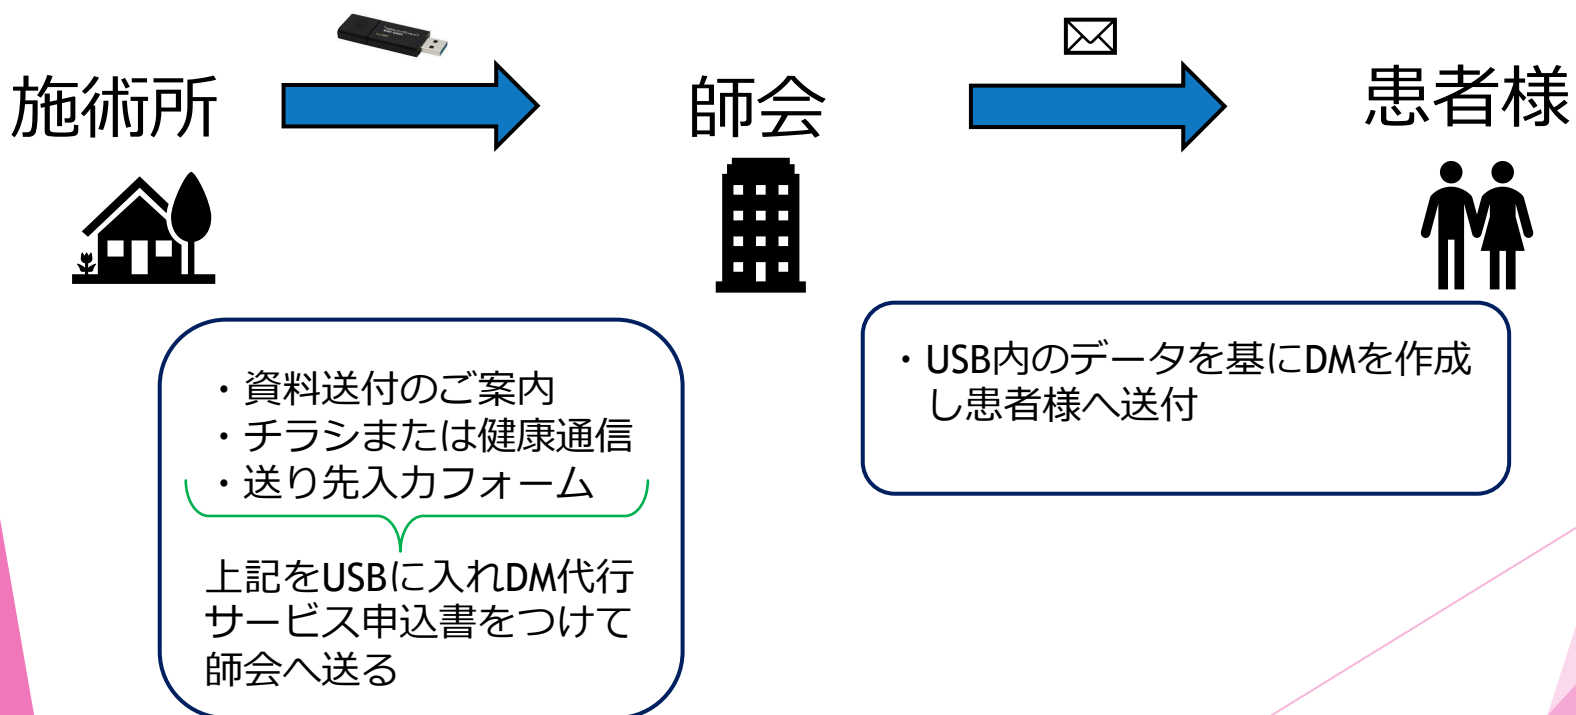 施術所
師会
患者様
・資料送付のご案内
・チラシまたは健康通信
・送り先入力フォーム
上記をUSBに入れDM代行
サービス申込書をつけて
師会へ送る
・USB内のデータを基にDMを作成
し患者様へ送付